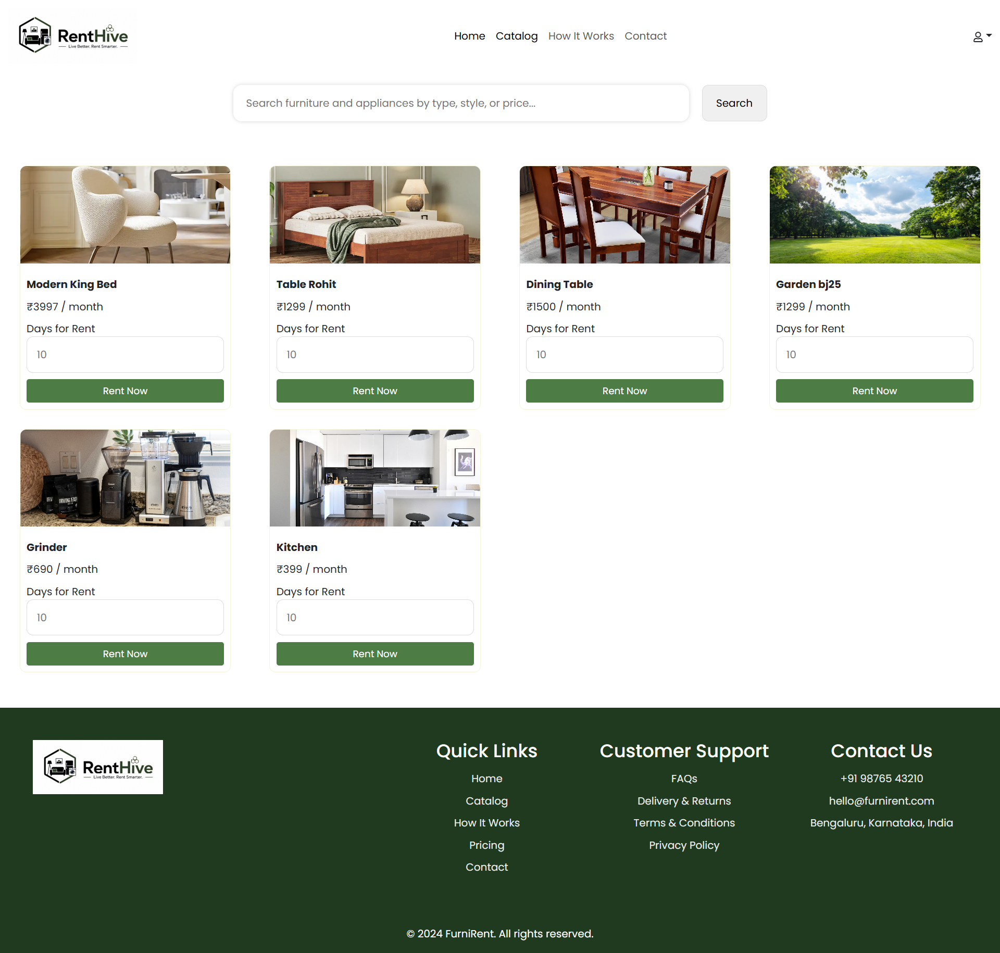 RentHive
Live Better. Rent Smarter.
Home Catalog How It Works Contact
Search furniture and appliances by type, style, or price...
Search
Modern King Bed
₹3997 / month
Days for Rent
10
Rent Now
Table Rohit
₹1299 / month
Days for Rent
10
Rent Now
Dining Table
₹1500 / month
Days for Rent
10
Rent Now
Garden bj25
₹1299 / month
Days for Rent
10
Rent Now
IRVING FAR
Grinder
₹690 / month
Days for Rent
10
Rent Now
Kitchen
₹399 / month
Days for Rent
10
Rent Now
RentHive
Live Better. Rent Smarter.
Quick Links
Home
Catalog
How It Works
Pricing
Contact
Customer Support
FAQs
Delivery & Returns
Terms & Conditions
Privacy Policy
Contact Us
+91 98765 43210
hello@furnirent.com
Bengaluru, Karnataka, India
© 2024 FurniRent. All rights reserved.